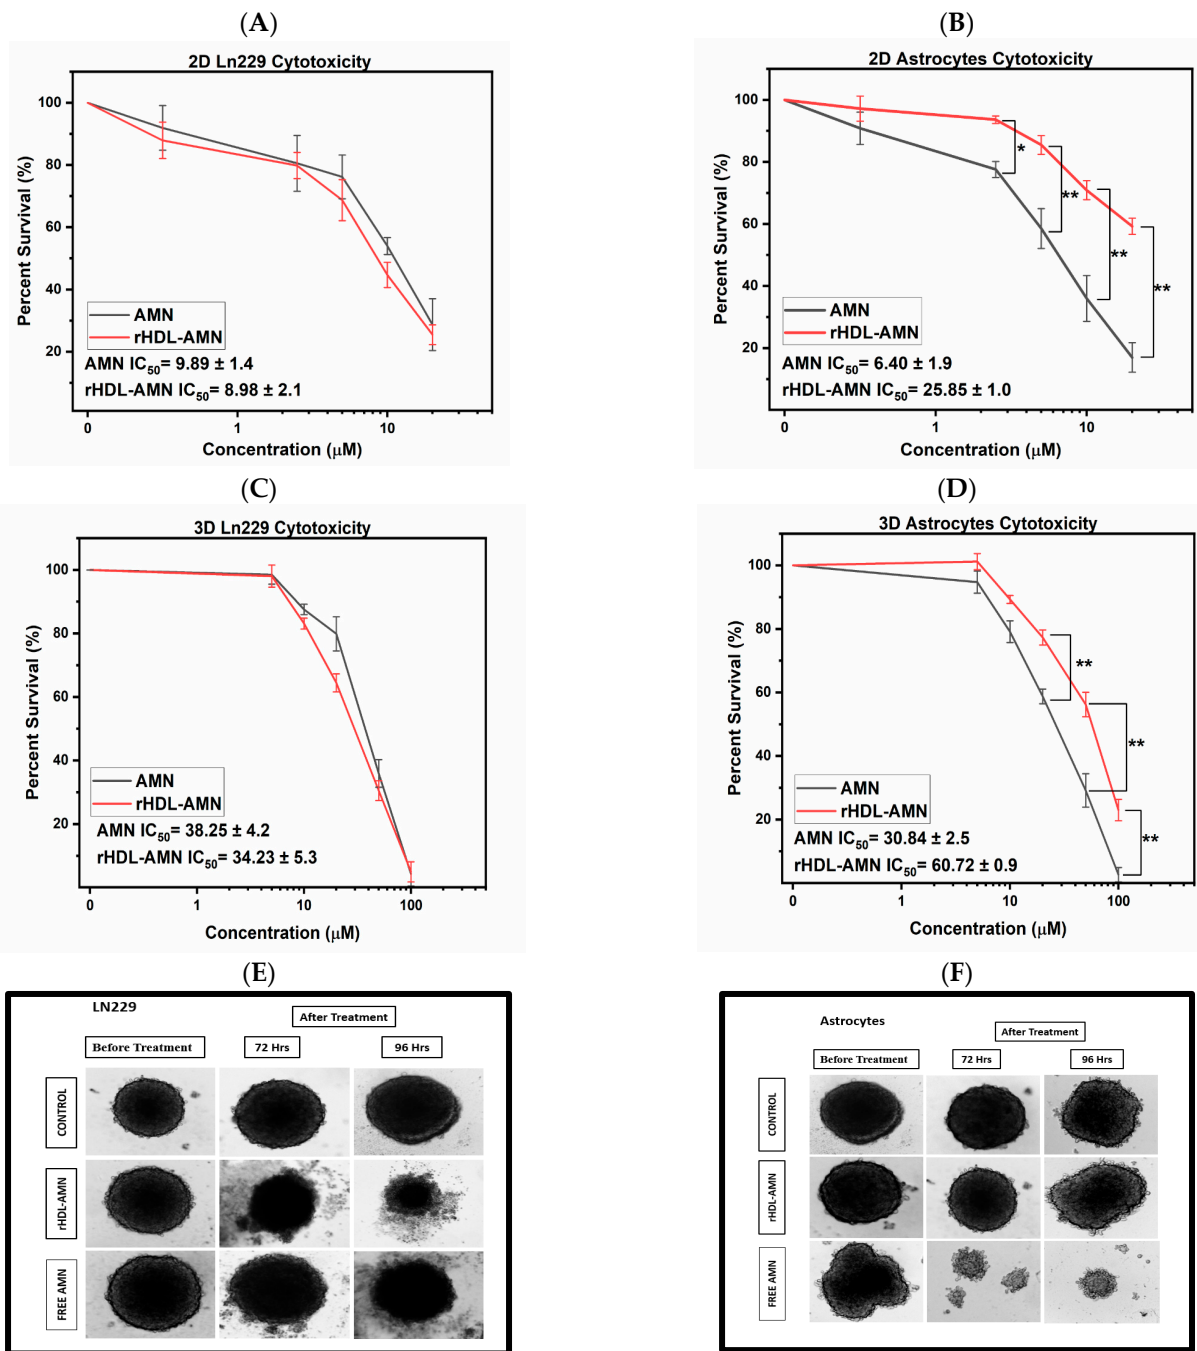 (A)
2D Ln229 Cytotoxicity
Percent Survival (%)
100
80
60
40
20
AMN
rHDL-AMN
AMN IC50= 9.89 ± 1.4
rHDL-AMN IC50= 8.98 ± 2.1
0 1 10
Concentration (μM)
(B)
2D Astrocytes Cytotoxicity
Percent Survival (%)
100
80
60
40
20
*
**
**
**
AMN
rHDL-AMN
AMN IC50= 6.40 ± 1.9
rHDL-AMN IC50= 25.85 ± 1.0
0 1 10
Concentration (μM)
(C)
3D Ln229 Cytotoxicity
Percent Survival (%)
100
80
60
40
20
AMN
rHDL-AMN
AMN IC50 = 38.25 ± 4.2
rHDL-AMN IC50 = 34.23 ± 5.3
0 1 10 100
Concentration (μM)
(D)
3D Astrocytes Cytotoxicity
Percent Survival (%)
100
80
60
40
20
**
**
**
AMN
rHDL-AMN
AMN IC50 = 30.84 ± 2.5
rHDL-AMN IC50 = 60.72 ± 0.9
0 1 10 100
Concentration (μM)
(E)
LN229
After Treatment
Before Treatment 72 Hrs 96 Hrs
CONTROL
rHDL-AMN
FREE AMN
(F)
Astrocytes
After Treatment
Before Treatment 72 Hrs 96 Hrs
CONTROL
rHDL-AMN
FREE AMN